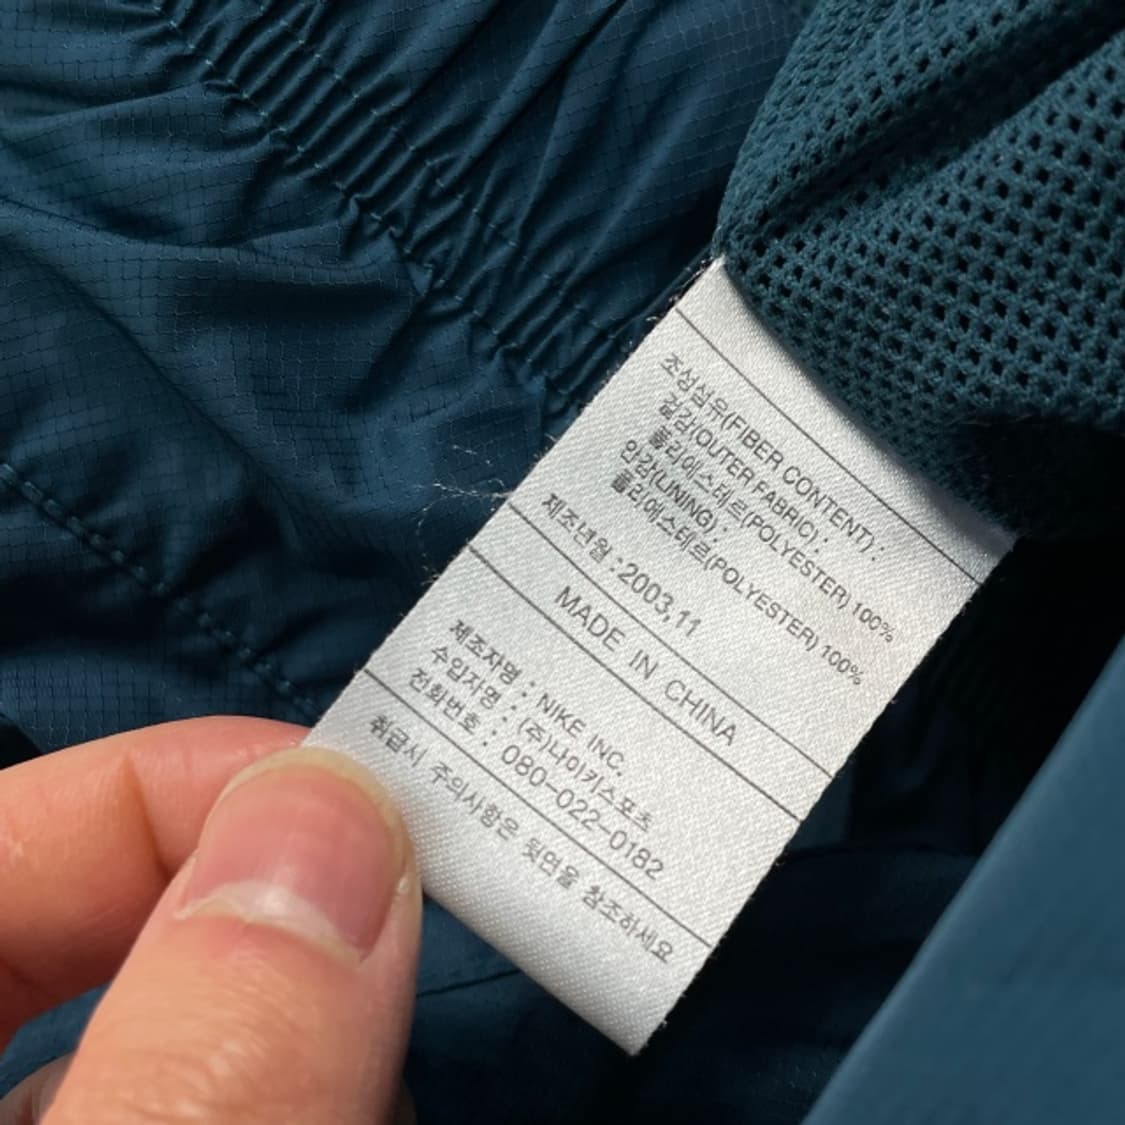 조성섬유(FIBER CONTENT) :
겉감(OUTER FABRIC) :
폴리에스테르(POLYESTER) 100%
안감(LINING) :
폴리에스테르(POLYESTER) 100%
제조년월 : 2003,11
MADE IN CHINA
제조자명 : NIKE INC.
수입자명 : (주)나이키스포츠
전화번호 : 080-022-0182
취급시 주의사항은 뒷면을 참조하세요